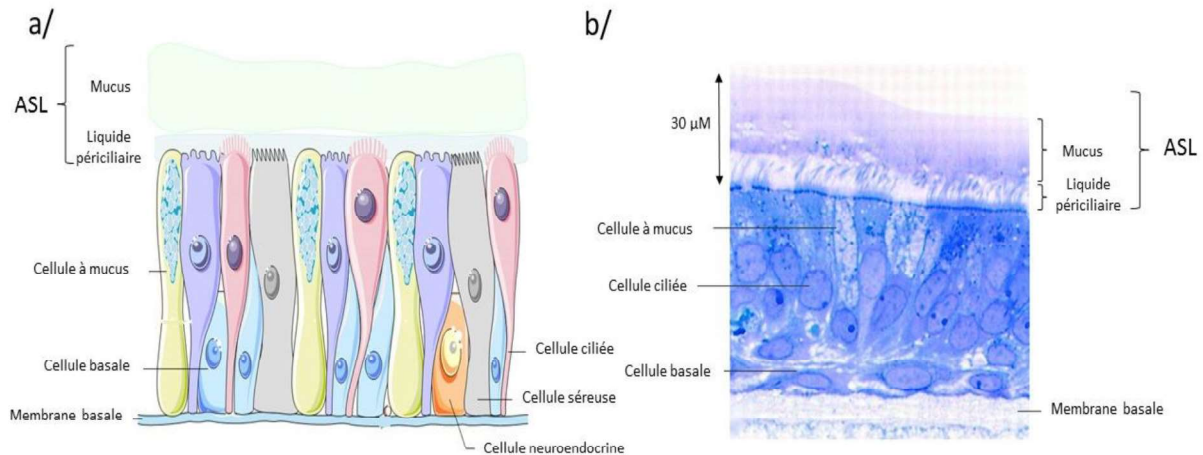 a/
ASL
Mucus
Liquide
périciliaire
Cellule à mucus
Cellule basale
Membrane basale
Cellule ciliée
Cellule séreuse
Cellule neuroendocrine
b/
30 µM
Mucus
ASL
Liquide
périciliaire
Cellule à mucus
Cellule ciliée
Cellule basale
Membrane basale